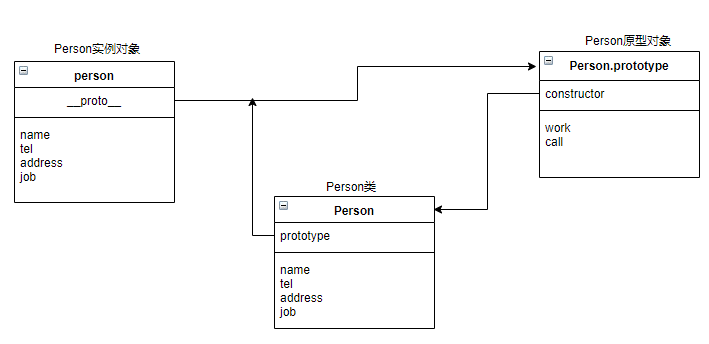 Person实例对象
person
__proto__
name
tel
address
job
Person原型对象
Person.prototype
constructor
work
call
Person类
Person
prototype
name
tel
address
job